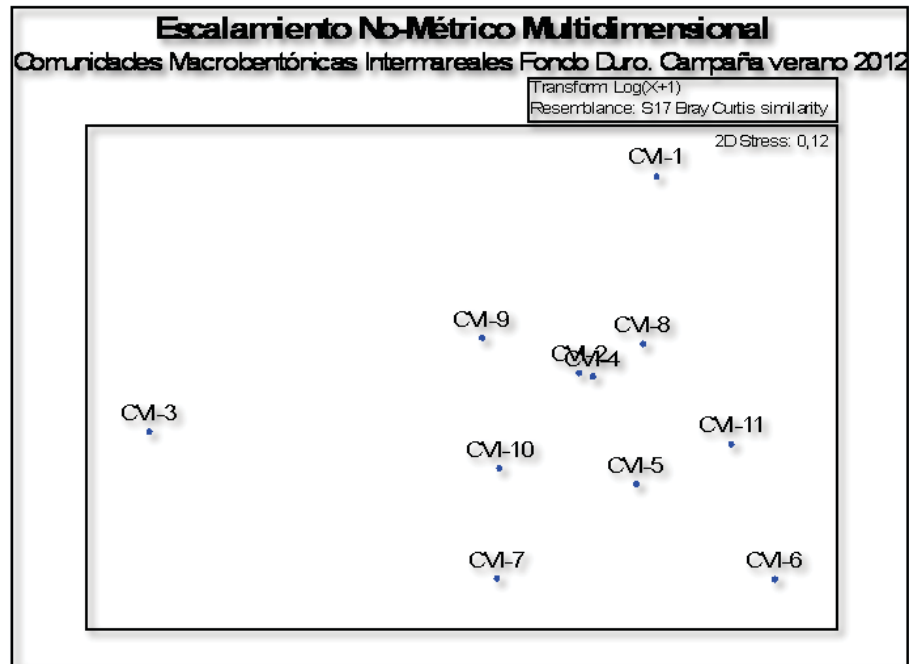 Escalamiento No-Métrico Multidimensional
Comunidades Macrobentónicas Intermareales Fondo Duro. Campaña verano 2012
Transform Log(X+1)
Resemblance: S17 Bray Curtis similarity
2D Stress: 0,12
CVI-1
CVI-9
CVI-8
CVI-2
CVI-4
CVI-3
CVI-11
CVI-10
CVI-5
CVI-7
CVI-6